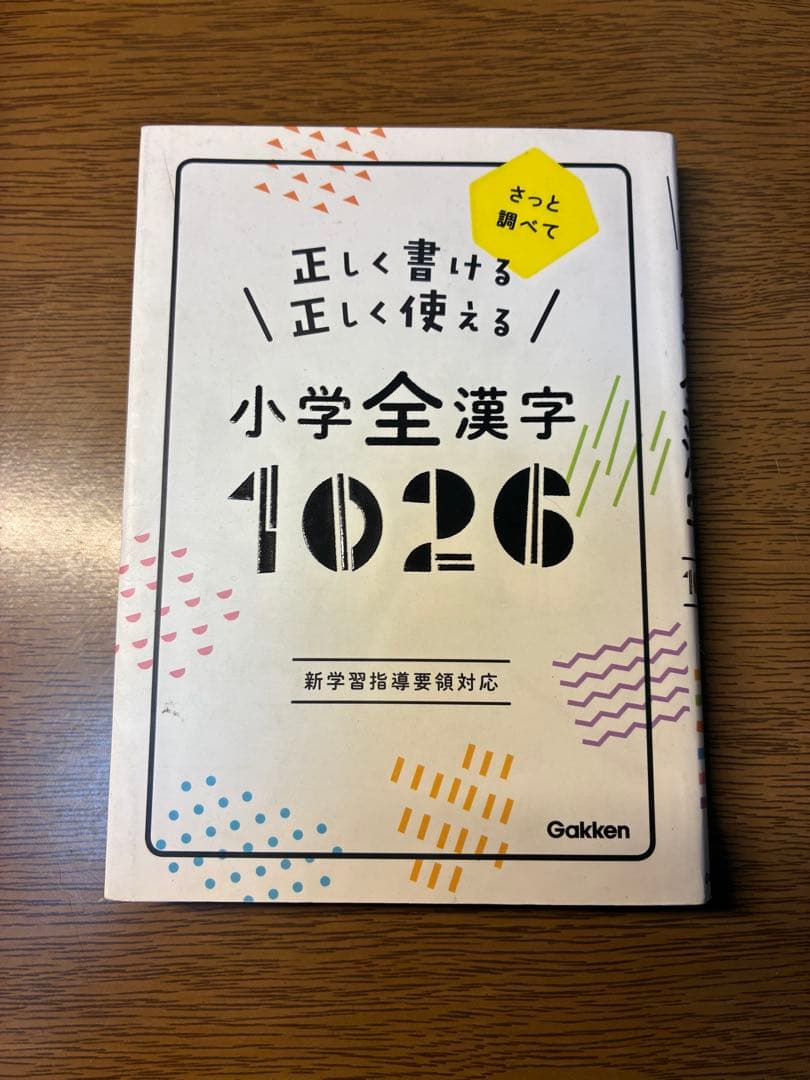 さっと
調べて
正しく書ける
正しく使える
小学全漢字
1026
新学習指導要領対応
Gakken